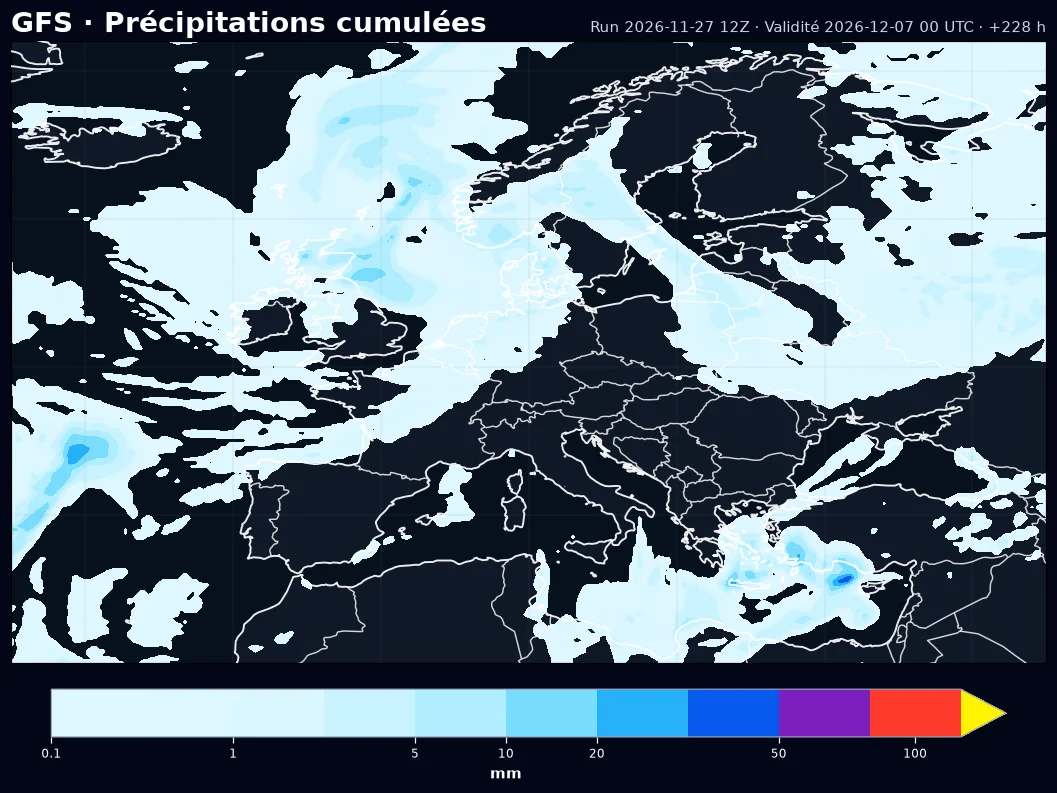 GFS · Précipitations cumulées
Run 2026-11-27 12Z · Validité 2026-12-07 00 UTC · +228 h
0.1 1 5 10 20 50 100
mm